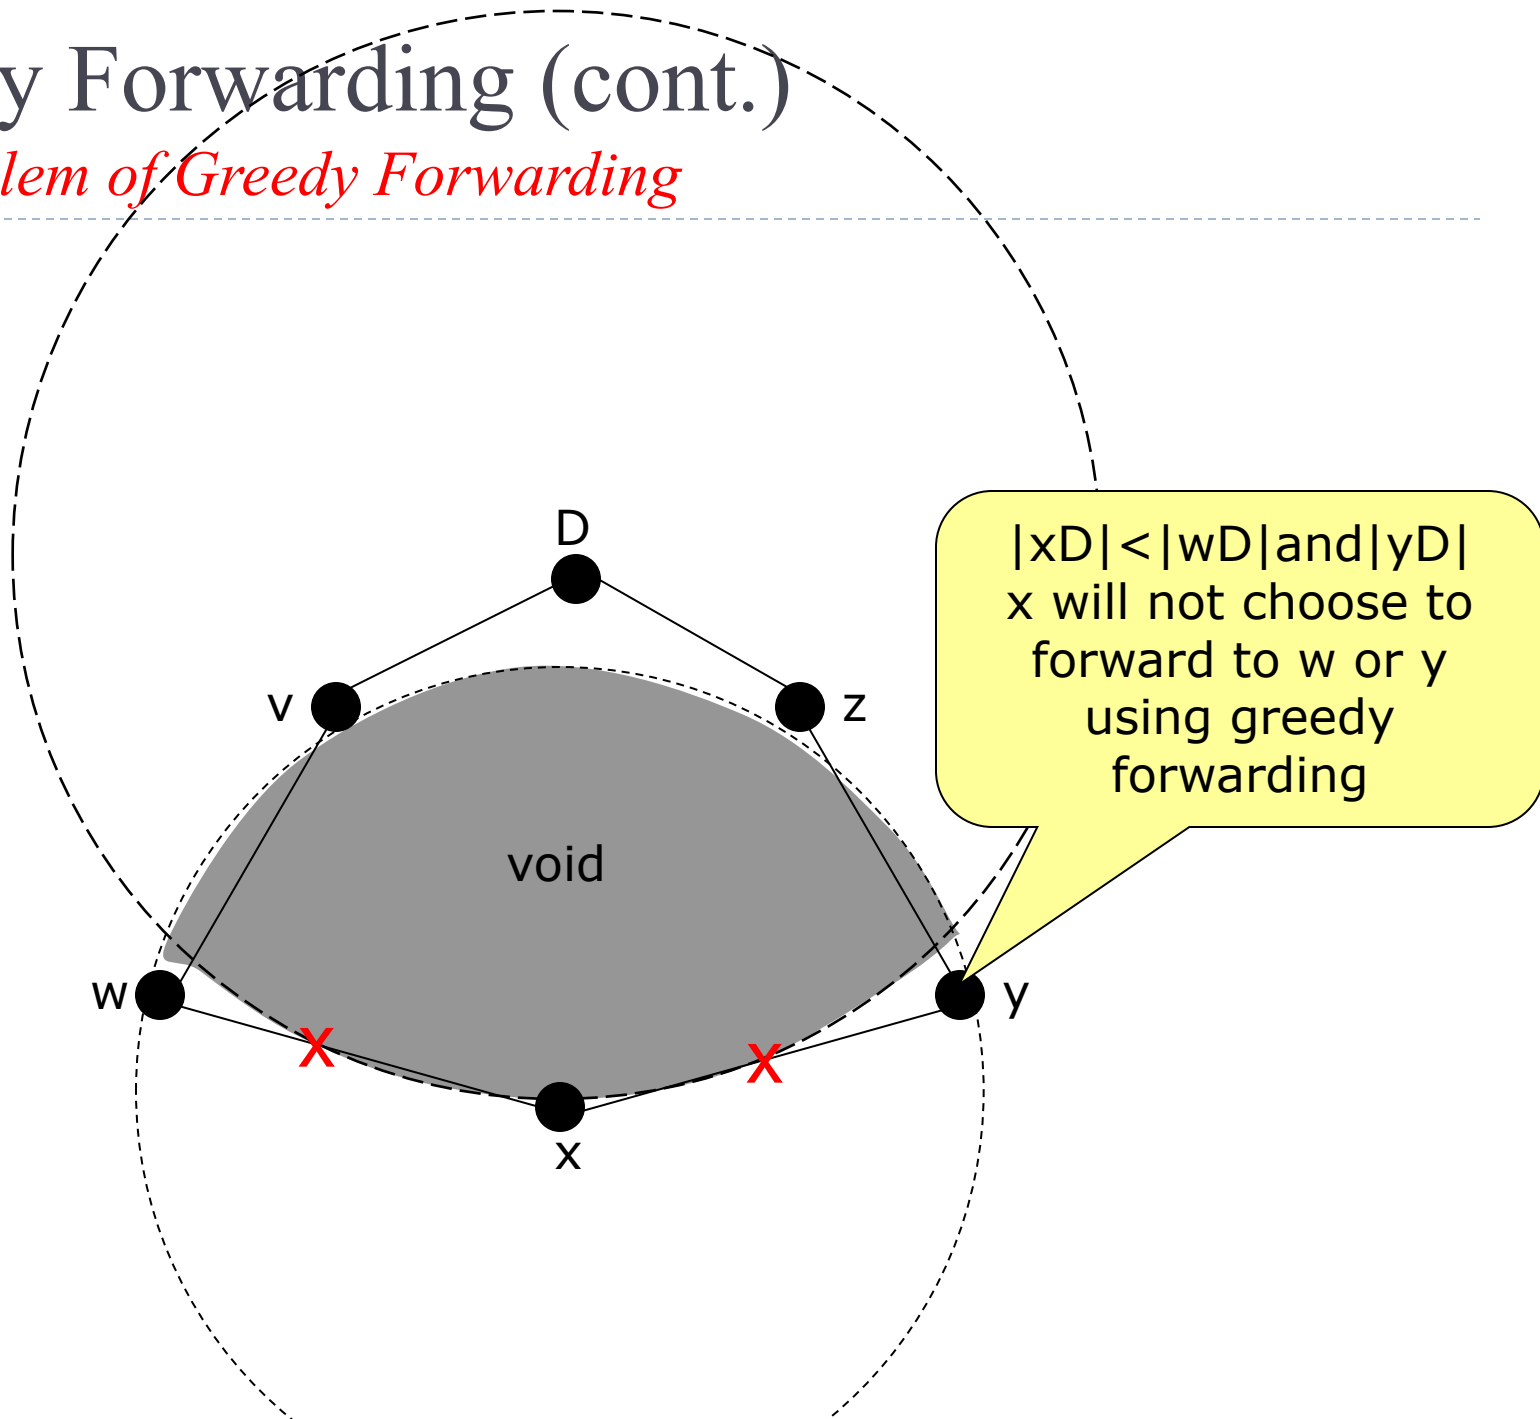 y Forwarding (cont.)
lem of Greedy Forwarding
D
|xD|<|wD|and|yD|
x will not choose to
forward to w or y
using greedy
forwarding
v
z
void
w
y
x
x
x